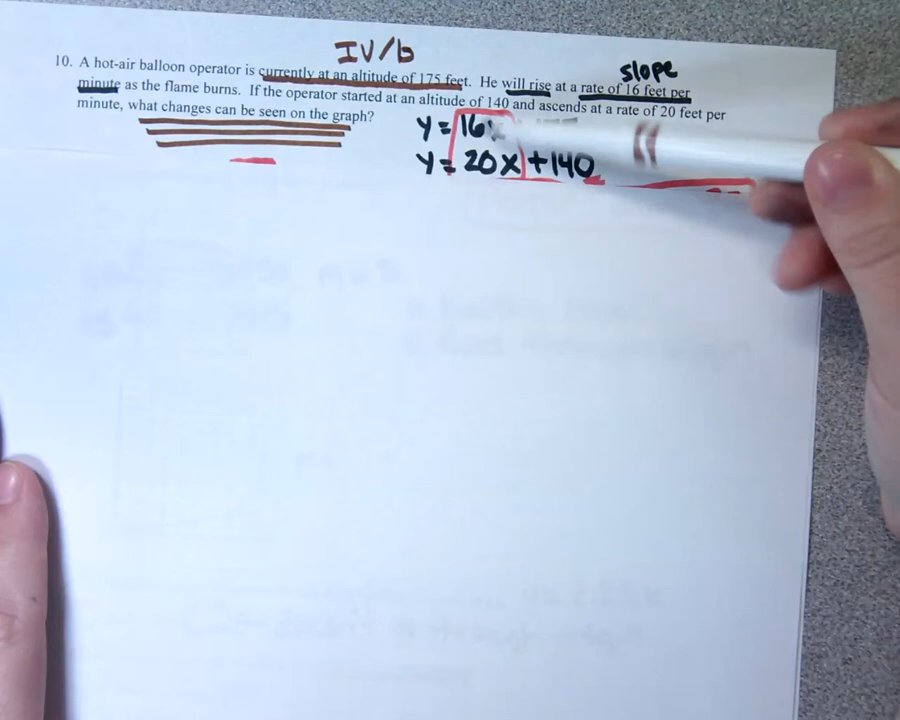 IV/b
slope
10. A hot-air balloon operator is currently at an altitude of 175 feet. He will rise at a rate of 16 feet per
minute as the flame burns. If the operator started at an altitude of 140 and ascends at a rate of 20 feet per
minute, what changes can be seen on the graph?
y = 16x
y = 20x + 140